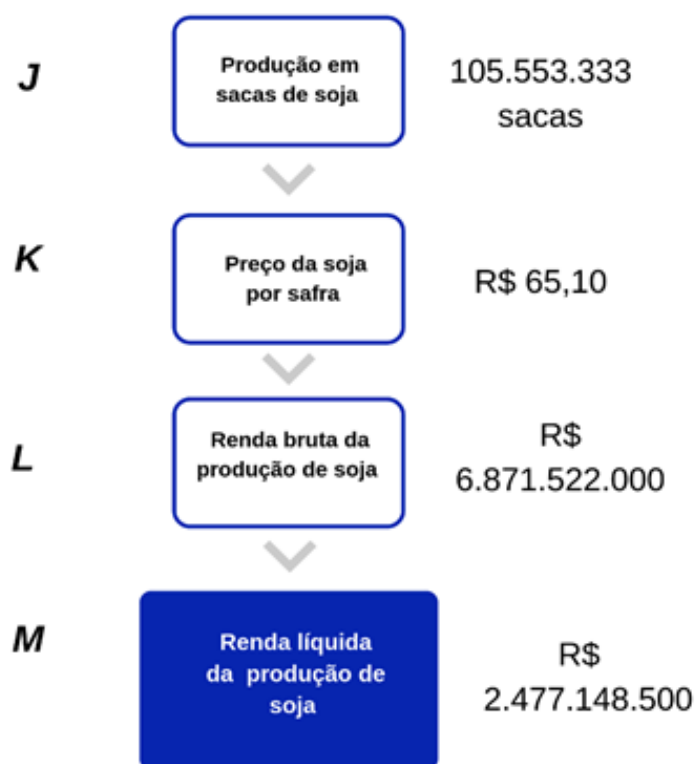 J
Produção em
sacas de soja
105.553.333
sacas
K
Preço da soja
por safra
R$ 65,10
L
Renda bruta da
produção de soja
R$
6.871.522.000
M
Renda líquida
da produção de
soja
R$
2.477.148.500